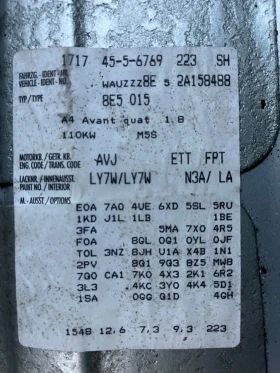 1717 45-5-6769 223 SH
FAHRZG.-IDENT-NR.
VEHICLE-IDENT-NO. WAUZZZ8E 5 2A158488
TYP/TYPE 8E5 015
A4 Avant quat 1.8
110KW M5S
MOTORKB./GETR.KB.
ENG.CODE/TRANS.CODE AVJ ETT FPT
LACKNR./INNENAUSST.
PAINT NO./INTERIOR LY7W/LY7W N3A/ LA
M.-AUSST./OPTIONS
E0A 7A0 4UE 6XD 5SL 5RU
1KD J1L 1LB 1BE
3FA 5MA 7X0 4R5
F0A 8GL 0G1 0YL 0JF
T0L 3NZ 8JH U1A X4B 1N1
2PV 8G1 9G3 8Z5 MW8
7G0 CA1 7K0 4X3 2K1 6R2
3L3 4KC 3Y0 4K4 5D1
1SA 0GG Q1D 4GH
1548 12,6 7,3 9,3 223